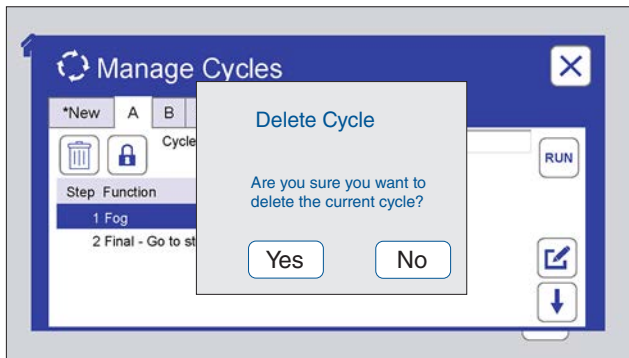 Manage Cycles
*New A B
Cycle
RUN
Delete Cycle
Are you sure you want to
delete the current cycle?
Yes No
Step Function
1 Fog
2 Final - Go to st